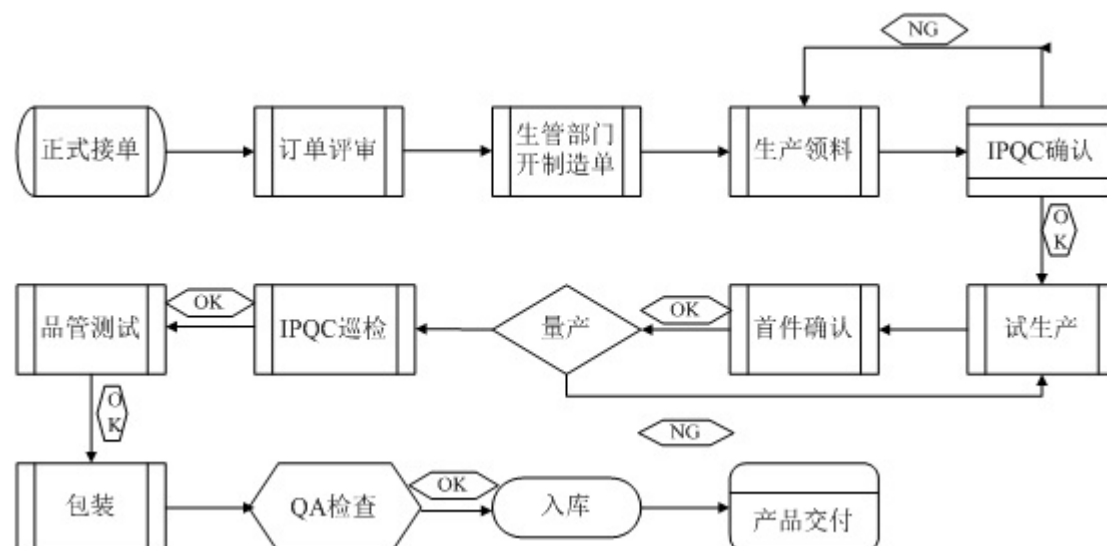 NG
正式接单
订单评审
生管部门
开制造单
生产领料
IPQC确认
O
K
品管测试
OK
IPQC巡检
量产
OK
首件确认
试生产
O
K
NG
包装
QA检查
OK
入库
产品交付